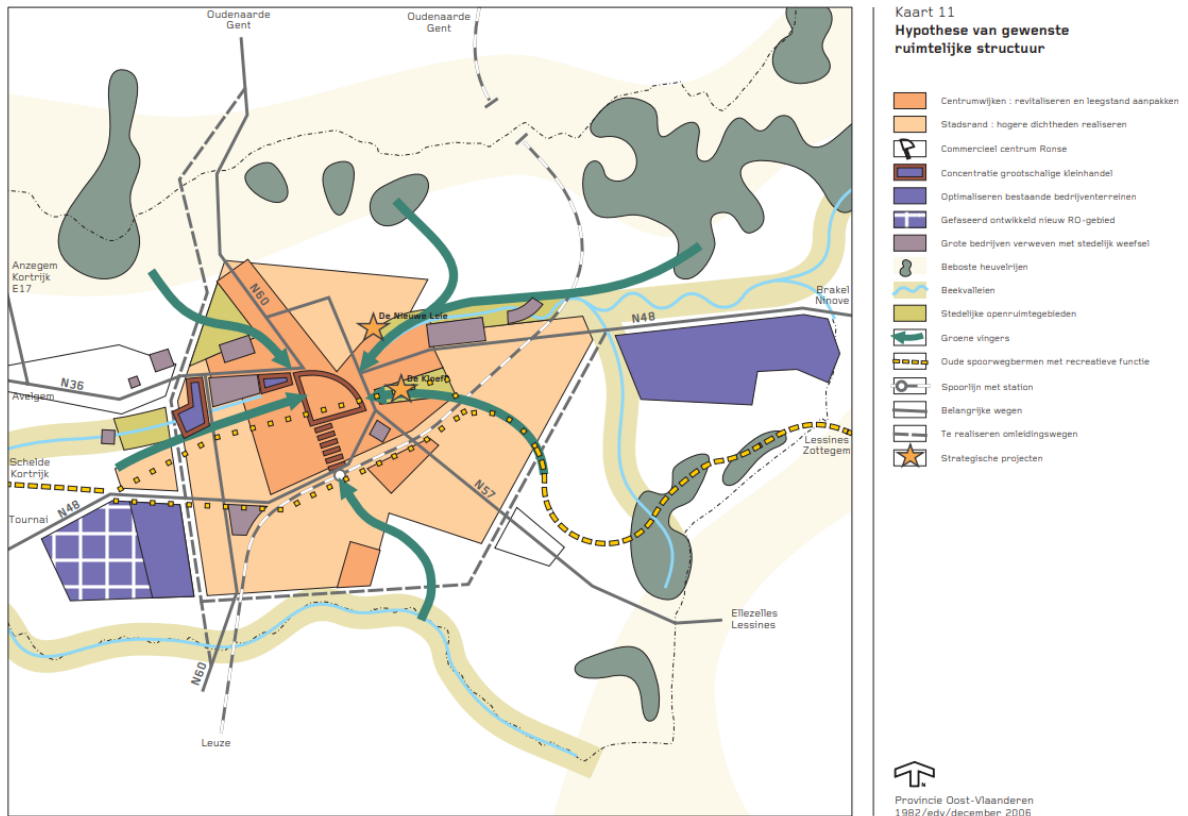 Oudenaarde
Gent
Oudenaarde
Gent
Anzegem
Kortrijk
E17
N60
De Nieuwe Leie
Brakel
Ninove
N48
N36
De Kloef
Avelgem
Schelde
Kortrijk
Lessines
Zottegem
N57
Tournai
N48
Ellezelles
Lessines
N60
Leuze
Kaart 11
Hypothese van gewenste
ruimtelijke structuur
Centrumwijken : revitaliseren en leegstand aanpakken
Stadsrand : hogere dichtheden realiseren
Commercieel centrum Ronse
Concentratie grootschalige kleinhandel
Optimaliseren bestaande bedrijventerreinen
Gefaseerd ontwikkeld nieuw RO-gebied
Grote bedrijven verweven met stedelijk weefsel
Beboste heuvelrijen
Beekvalleien
Stedelijke openruimtegebieden
Groene vingers
Oude spoorwegbermen met recreatieve functie
Spoorlijn met station
Belangrijke wegen
Te realiseren omleidingswegen
Strategische projecten
N
Provincie Oost-Vlaanderen
1982/edv/december 2006